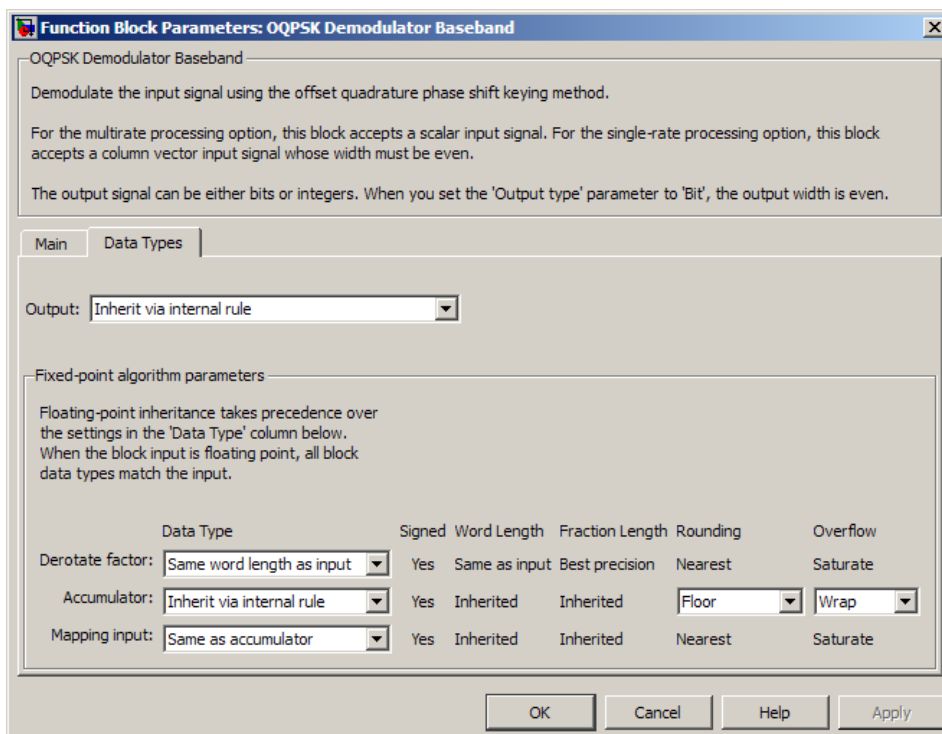 Function Block Parameters: OQPSK Demodulator Baseband
OQPSK Demodulator Baseband
Demodulate the input signal using the offset quadrature phase shift keying method.
For the multirate processing option, this block accepts a scalar input signal. For the single-rate processing option, this block
accepts a column vector input signal whose width must be even.
The output signal can be either bits or integers. When you set the 'Output type' parameter to 'Bit', the output width is even.
Main Data Types
Output: Inherit via internal rule
Fixed-point algorithm parameters
Floating-point inheritance takes precedence over
the settings in the 'Data Type' column below.
When the block input is floating point, all block
data types match the input.
Data Type Signed Word Length Fraction Length Rounding Overflow
Derotate factor: Same word length as input Yes Same as input Best precision Nearest Saturate
Accumulator: Inherit via internal rule Yes Inherited Inherited Floor Wrap
Mapping input: Same as accumulator Yes Inherited Inherited Nearest Saturate
OK Cancel Help Apply